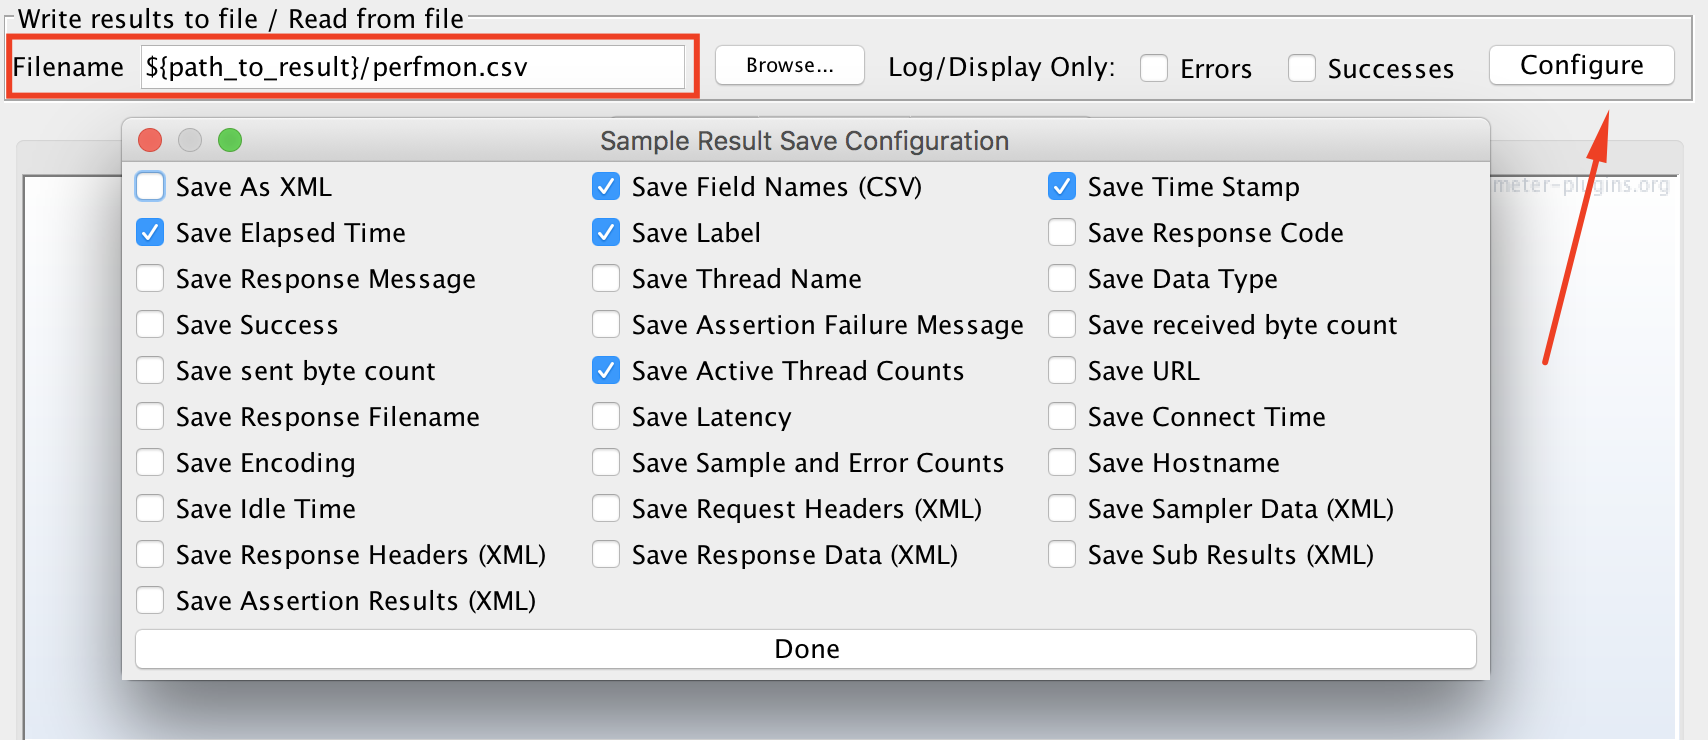 Write results to file / Read from file
Filename ${path_to_result}/perfmon.csv Browse... Log/Display Only: Errors Successes Configure
Sample Result Save Configuration
meter-plugins.org
Save As XML Save Field Names (CSV) Save Time Stamp
Save Elapsed Time Save Label Save Response Code
Save Response Message Save Thread Name Save Data Type
Save Success Save Assertion Failure Message Save received byte count
Save sent byte count Save Active Thread Counts Save URL
Save Response Filename Save Latency Save Connect Time
Save Encoding Save Sample and Error Counts Save Hostname
Save Idle Time Save Request Headers (XML) Save Sampler Data (XML)
Save Response Headers (XML) Save Response Data (XML) Save Sub Results (XML)
Save Assertion Results (XML)
Done